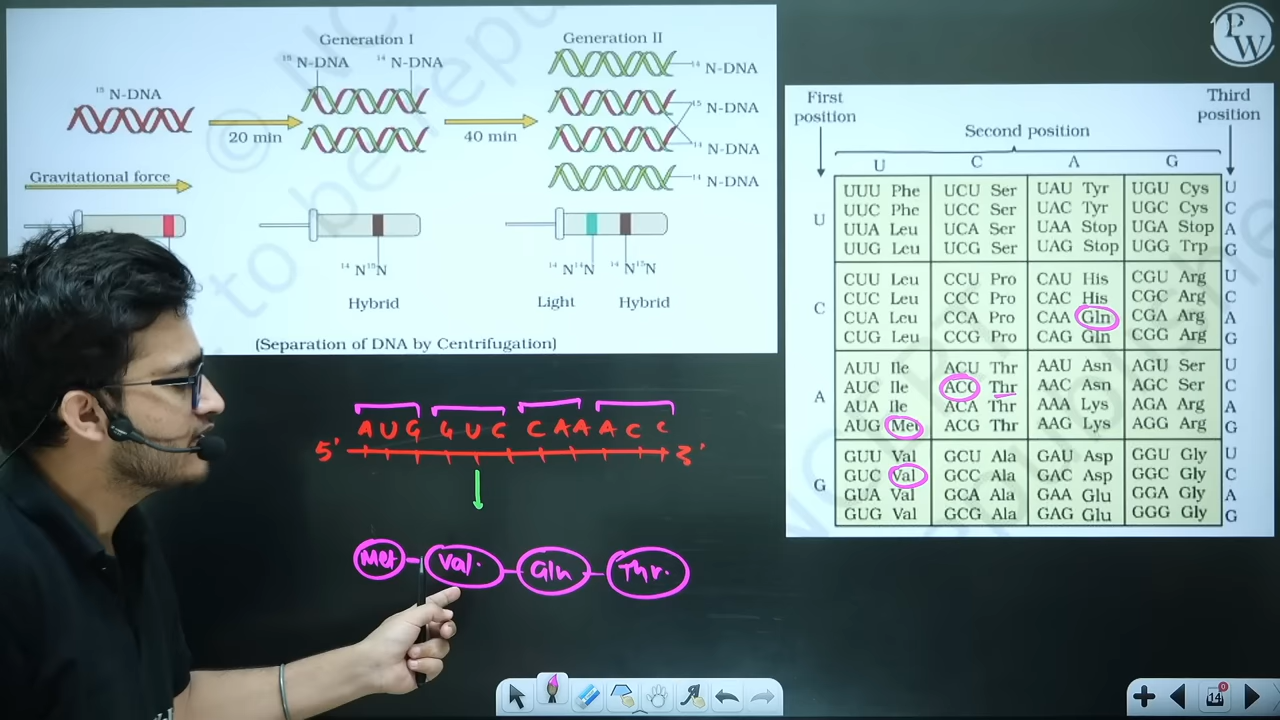 Generation I
Generation II
¹⁵ N-DNA
¹⁴ N-DNA
¹⁴ N-DNA
¹⁵ N-DNA
¹⁵ N-DNA
20 min
40 min
¹⁴ N-DNA
¹⁴ N-DNA
Gravitational force
¹⁴ N¹⁵N
¹⁴ N¹⁴N
¹⁴ N¹⁵N
Hybrid
Light
Hybrid
(Separation of DNA by Centrifugation)
PW
First position
Second position
Third position
U C A G
U
UUU Phe UCU Ser UAU Tyr UGU Cys U
UUC Phe UCC Ser UAC Tyr UGC Cys C
UUA Leu UCA Ser UAA Stop UGA Stop A
UUG Leu UCG Ser UAG Stop UGG Trp G
C
CUU Leu CCU Pro CAU His CGU Arg U
CUC Leu CCC Pro CAC His CGC Arg C
CUA Leu CCA Pro CAA Gln CGA Arg A
CUG Leu CCG Pro CAG Gln CGG Arg G
A
AUU Ile ACU Thr AAU Asn AGU Ser U
AUC Ile ACC Thr AAC Asn AGC Ser C
AUA Ile ACA Thr AAA Lys AGA Arg A
AUG Met ACG Thr AAG Lys AGG Arg G
G
GUU Val GCU Ala GAU Asp GGU Gly U
GUC Val GCC Ala GAC Asp GGC Gly C
GUA Val GCA Ala GAA Glu GGA Gly A
GUG Val GCG Ala GAG Glu GGG Gly G
A U G G U C C A A A C C
5' 3'
Met - Val. - Gln - Thr.
14